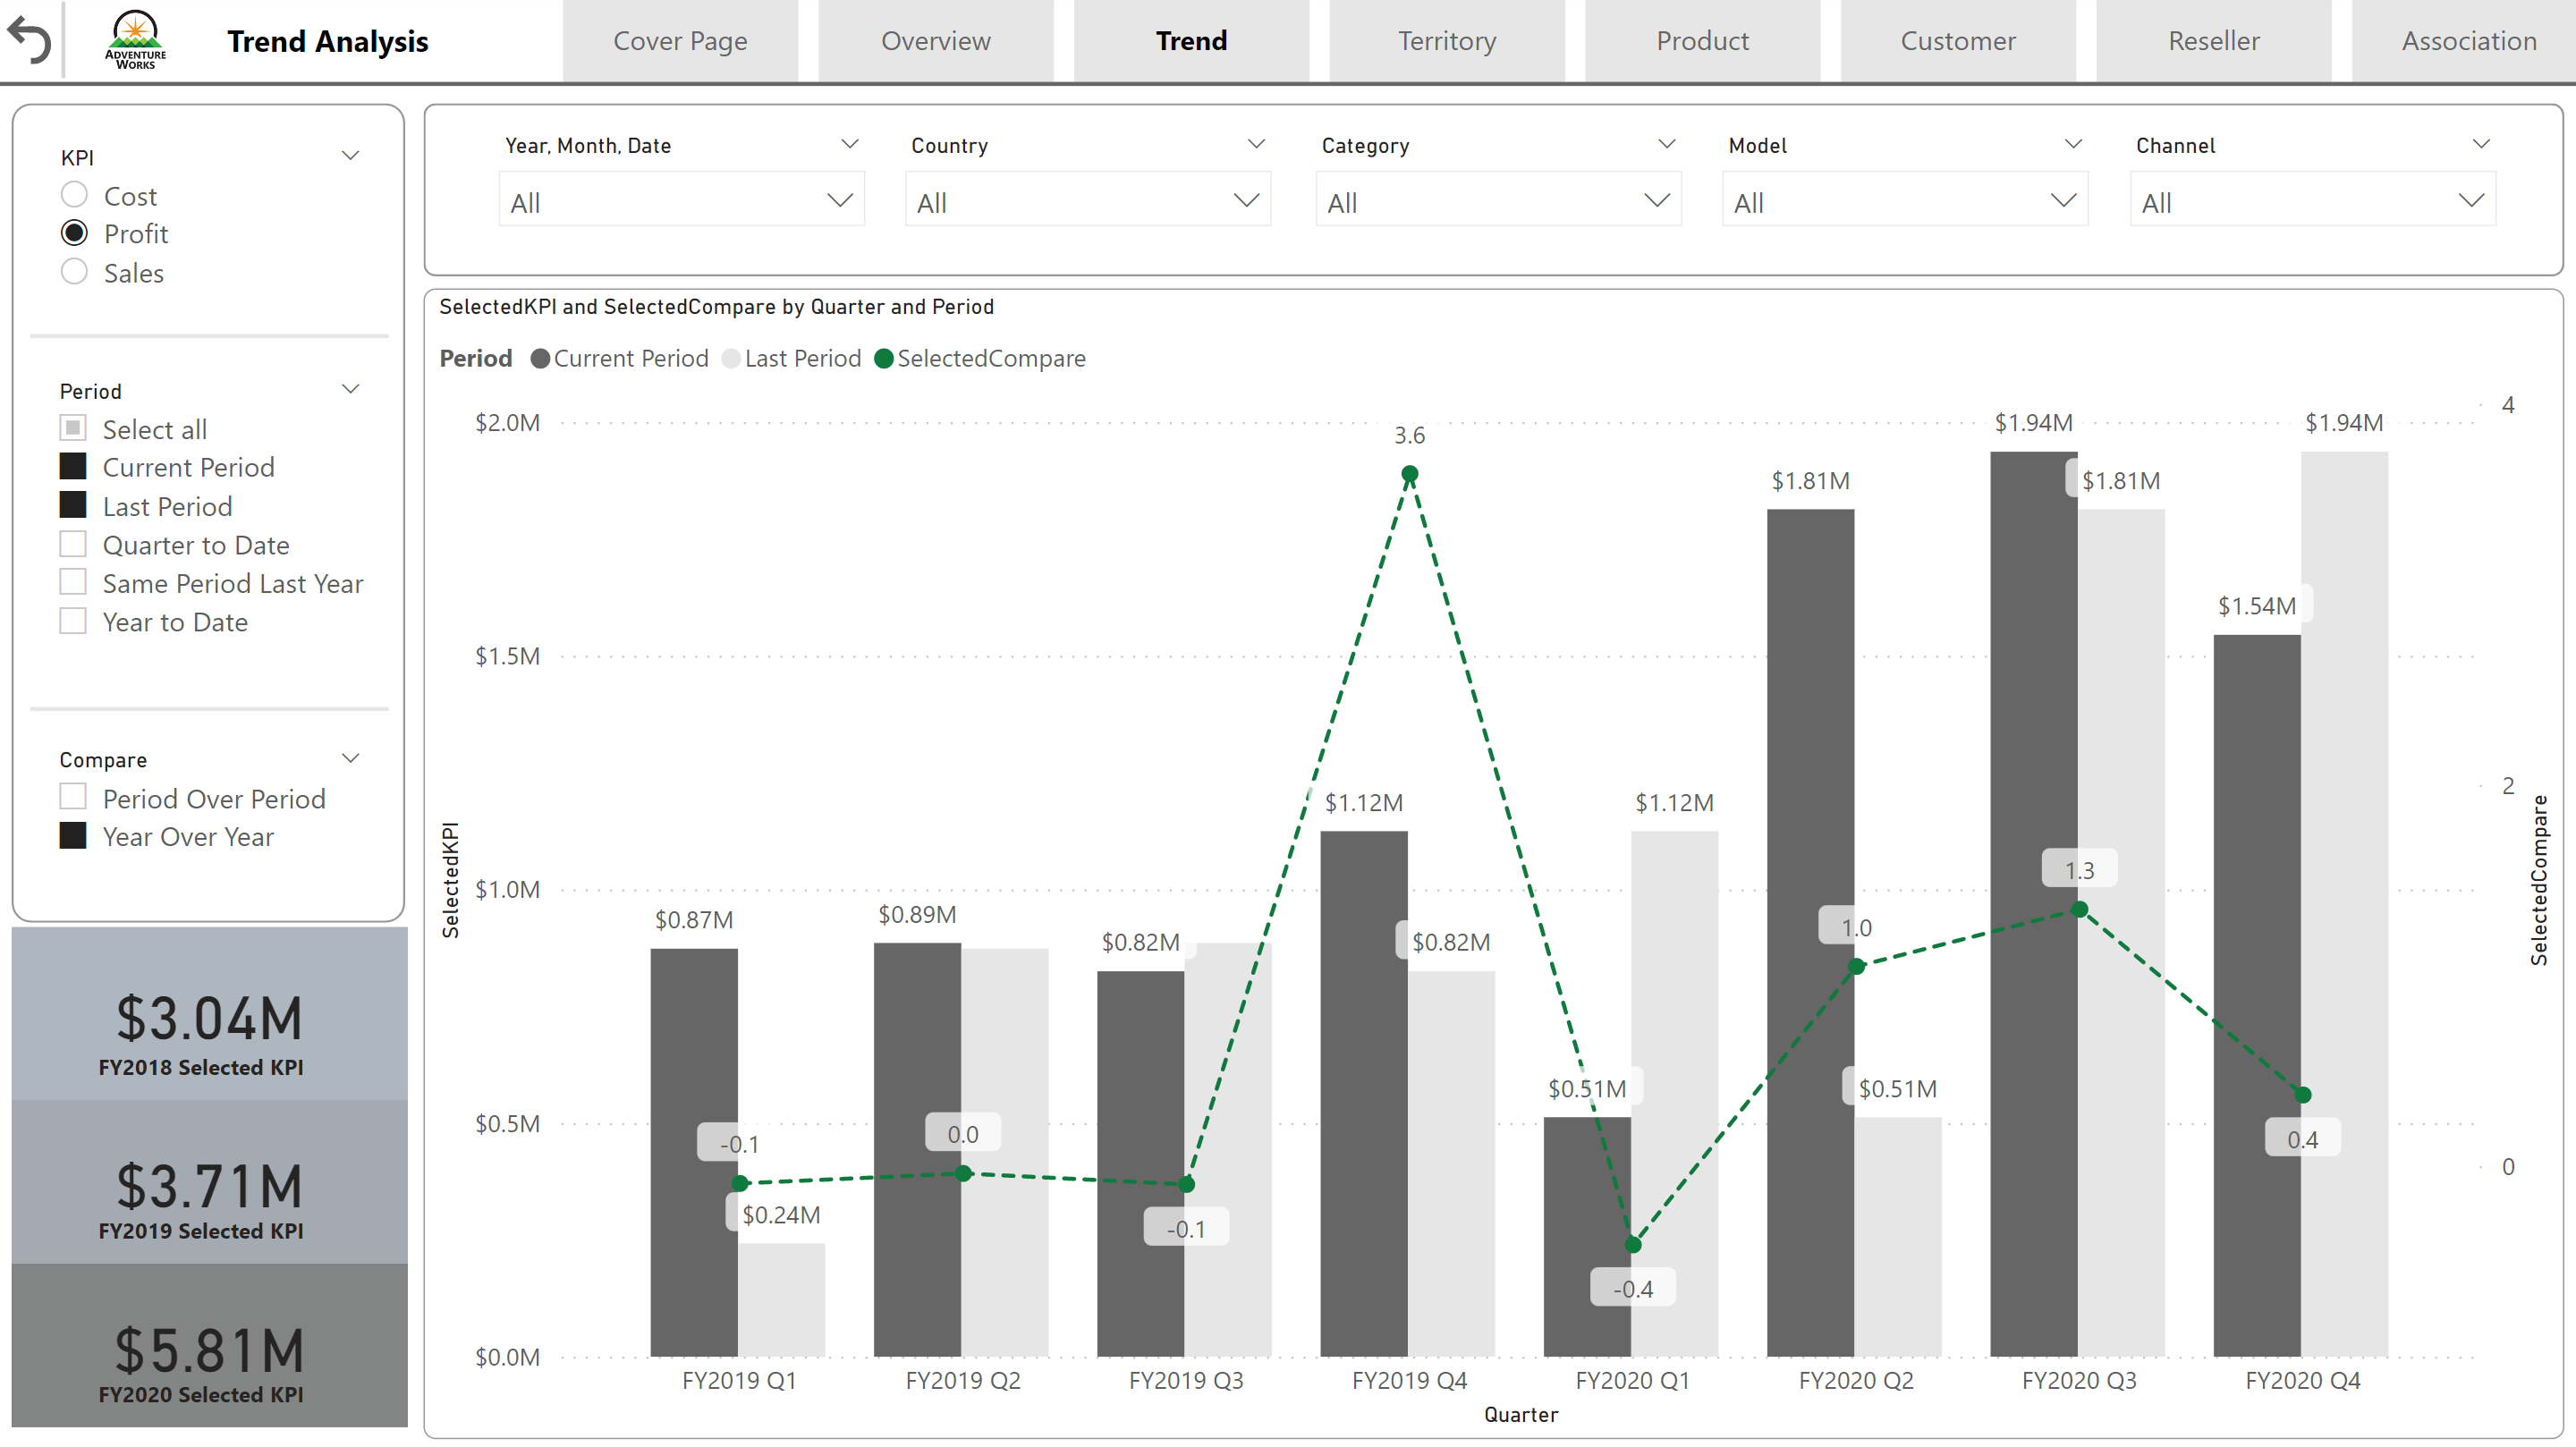 ADVENTURE
WORKS
Trend Analysis
Cover Page
Overview
Trend
Territory
Product
Customer
Reseller
Association
KPI
Cost
Profit
Sales
Period
Select all
Current Period
Last Period
Quarter to Date
Same Period Last Year
Year to Date
Compare
Period Over Period
Year Over Year
$3.04M
FY2018 Selected KPI
$3.71M
FY2019 Selected KPI
$5.81M
FY2020 Selected KPI
Year, Month, Date
All
Country
All
Category
All
Model
All
Channel
All
SelectedKPI and SelectedCompare by Quarter and Period
Period Current Period Last Period SelectedCompare
SelectedKPI
$2.0M
$1.5M
$1.0M
$0.5M
$0.0M
$0.87M
-0.1
$0.24M
$0.89M
0.0
$0.82M
-0.1
3.6
$1.12M
$0.82M
$1.12M
$0.51M
-0.4
$1.81M
1.0
$0.51M
$1.94M
$1.81M
1.3
$1.94M
$1.54M
0.4
4
2
0
SelectedCompare
FY2019 Q1
FY2019 Q2
FY2019 Q3
FY2019 Q4
FY2020 Q1
FY2020 Q2
FY2020 Q3
FY2020 Q4
Quarter